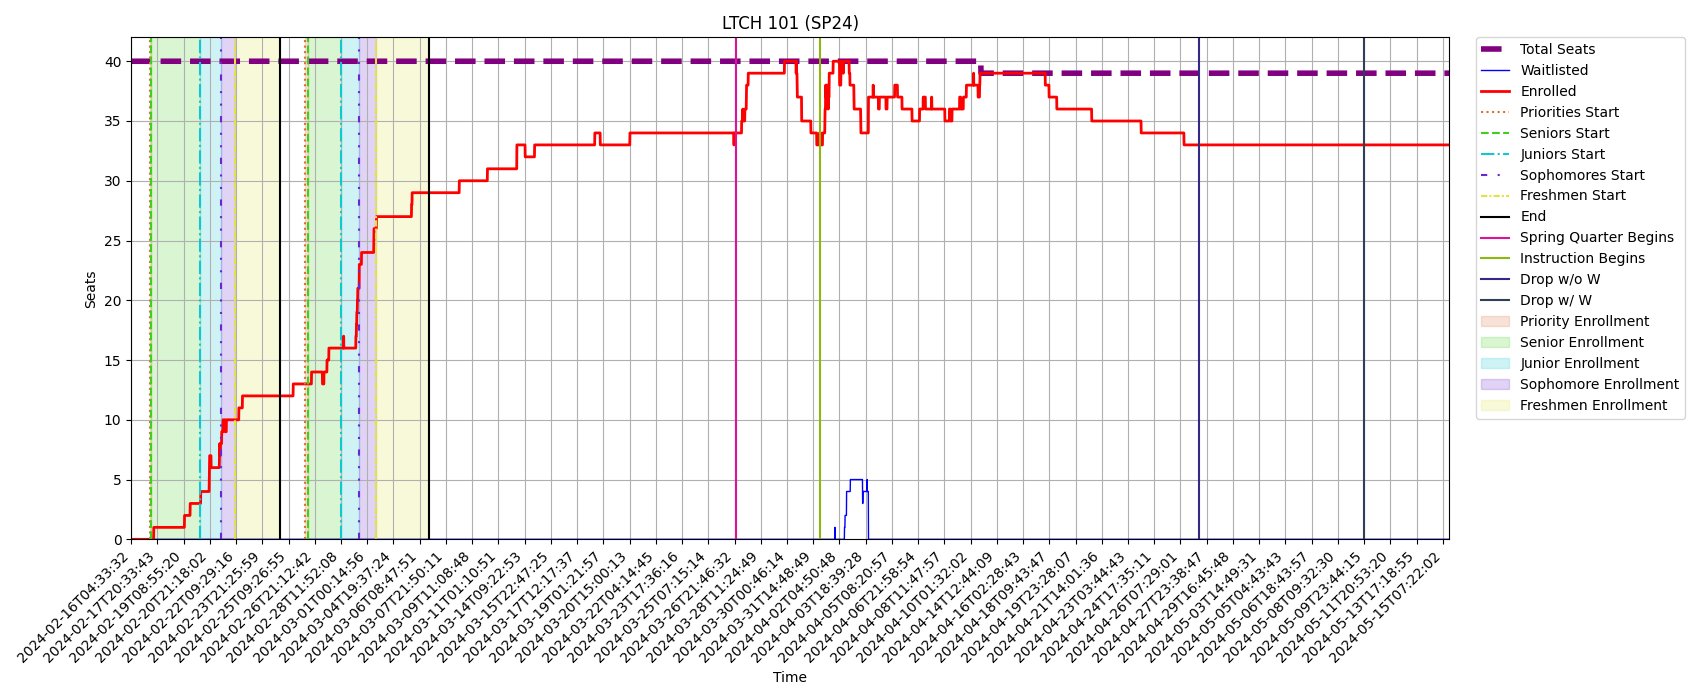 LTCH 101 (SP24)
Seats
40
35
30
25
20
15
10
5
0
2024-02-16T04:33:32
2024-02-17T20:33:43
2024-02-19T08:55:20
2024-02-20T21:18:02
2024-02-22T09:29:16
2024-02-23T21:25:59
2024-02-25T09:26:55
2024-02-26T21:12:42
2024-02-28T11:52:08
2024-03-01T00:14:56
2024-03-04T19:37:24
2024-03-06T08:47:51
2024-03-07T21:50:11
2024-03-09T11:08:48
2024-03-11T01:10:51
2024-03-14T09:22:53
2024-03-15T22:47:25
2024-03-17T12:17:37
2024-03-19T01:21:57
2024-03-20T15:00:13
2024-03-22T04:14:45
2024-03-23T17:36:16
2024-03-25T07:15:14
2024-03-26T21:46:32
2024-03-28T11:24:49
2024-03-30T00:46:14
2024-03-31T14:48:49
2024-04-02T04:50:48
2024-04-03T18:39:28
2024-04-05T08:20:57
2024-04-06T21:58:54
2024-04-08T11:47:57
2024-04-10T01:32:02
2024-04-14T12:44:09
2024-04-16T02:28:43
2024-04-18T09:43:47
2024-04-19T23:28:07
2024-04-21T14:01:36
2024-04-23T03:44:43
2024-04-24T17:35:11
2024-04-26T07:29:01
2024-04-27T23:38:47
2024-04-29T16:45:48
2024-05-03T14:49:31
2024-05-05T04:43:43
2024-05-06T18:43:57
2024-05-08T09:32:30
2024-05-09T23:44:15
2024-05-11T20:53:20
2024-05-13T17:18:55
2024-05-15T07:22:02
Time
Total Seats
Waitlisted
Enrolled
Priorities Start
Seniors Start
Juniors Start
Sophomores Start
Freshmen Start
End
Spring Quarter Begins
Instruction Begins
Drop w/o W
Drop w/ W
Priority Enrollment
Senior Enrollment
Junior Enrollment
Sophomore Enrollment
Freshmen Enrollment